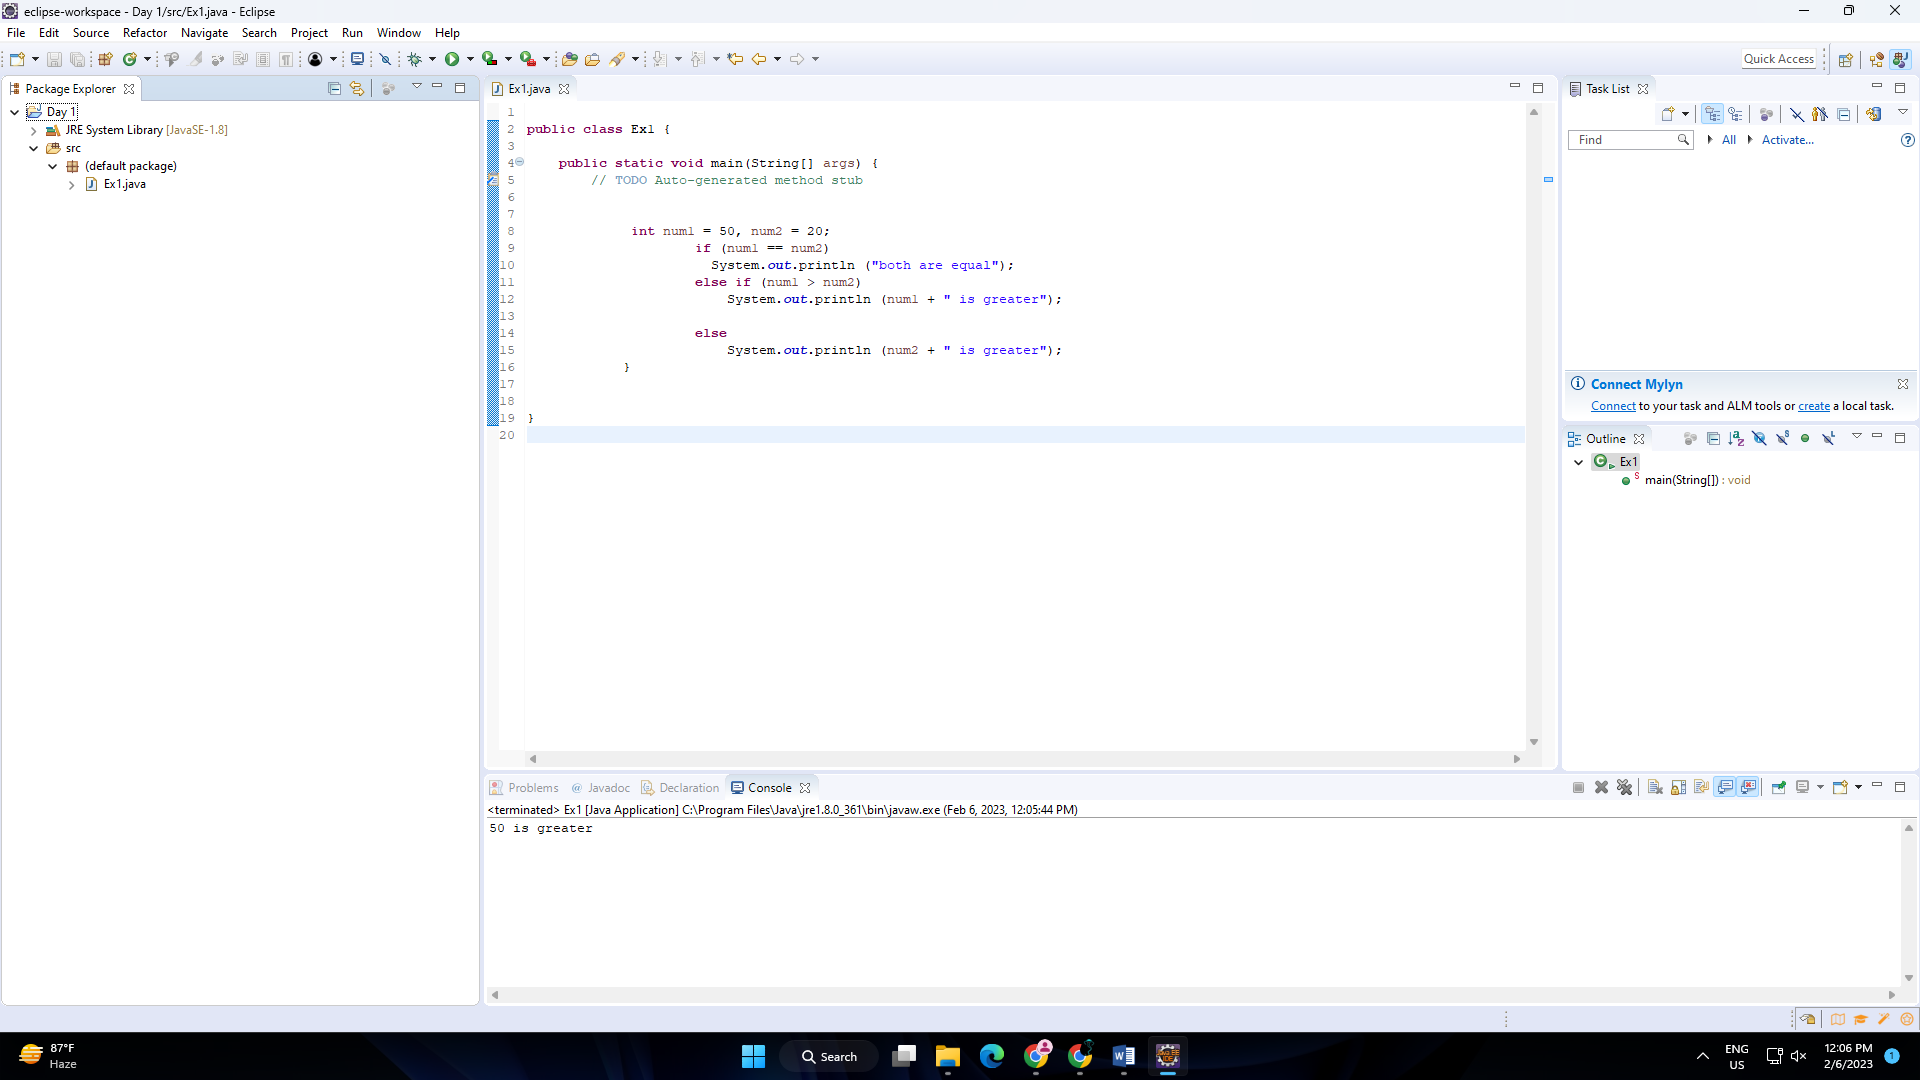 eclipse-workspace - Day 1/src/Ex1.java - Eclipse
File Edit Source Refactor Navigate Search Project Run Window Help
Quick Access
Package Explorer
Day 1
JRE System Library [JavaSE-1.8]
src
(default package)
Ex1.java
Ex1.java
1
2 public class Ex1 {
3
4 public static void main(String[] args) {
5 // TODO Auto-generated method stub
6
7
8 int num1 = 50, num2 = 20;
9 if (num1 == num2)
10 System.out.println ("both are equal");
11 else if (num1 > num2)
12 System.out.println (num1 + " is greater");
13
14 else
15 System.out.println (num2 + " is greater");
16 }
17
18
19 }
20
Task List
Find All Activate...
Connect Mylyn
Connect to your task and ALM tools or create a local task.
Outline
Ex1
main(String[]) : void
Problems @ Javadoc Declaration Console
<terminated> Ex1 [Java Application] C:\Program Files\Java\jre1.8.0_361\bin\javaw.exe (Feb 6, 2023, 12:05:44 PM)
50 is greater
87°F
Haze
Search
ENG
US
12:06 PM
2/6/2023
1